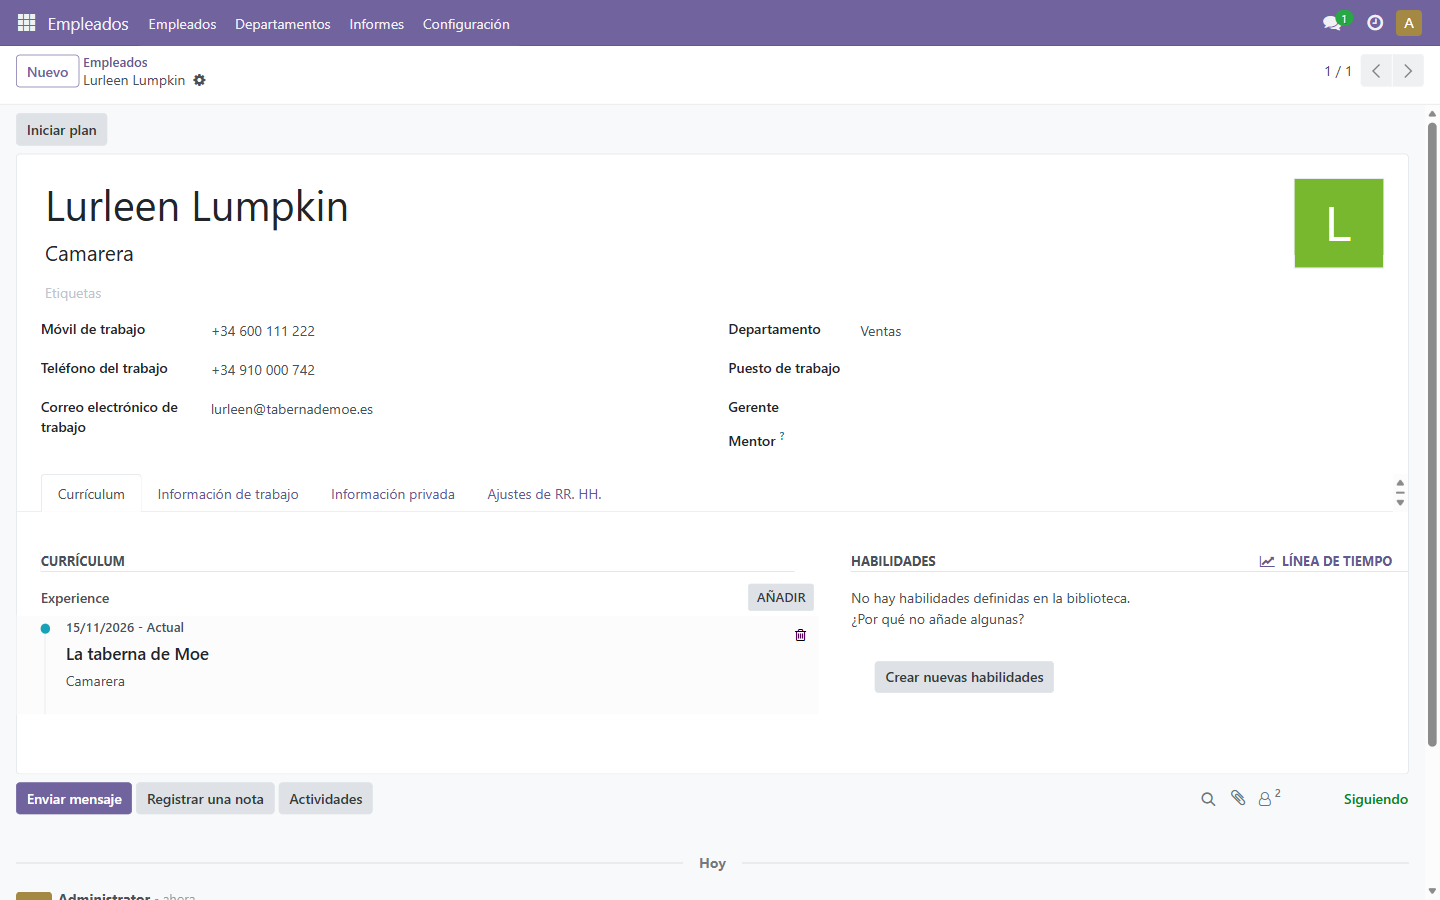 Empleados
Empleados
Departamentos
Informes
Configuración
1
A
Nuevo
Empleados
Lurleen Lumpkin
1 / 1
Iniciar plan
Lurleen Lumpkin
L
Camarera
Etiquetas
Móvil de trabajo
+34 600 111 222
Teléfono del trabajo
+34 910 000 742
Correo electrónico de trabajo
lurleen@tabernademoe.es
Departamento
Ventas
Puesto de trabajo
Gerente
Mentor ?
Currículum
Información de trabajo
Información privada
Ajustes de RR. HH.
CURRÍCULUM
Experience
AÑADIR
15/11/2026 - Actual
La taberna de Moe
Camarera
HABILIDADES
LÍNEA DE TIEMPO
No hay habilidades definidas en la biblioteca.
¿Por qué no añade algunas?
Crear nuevas habilidades
Enviar mensaje
Registrar una nota
Actividades
2
Siguiendo
Hoy
Administrator - ahora